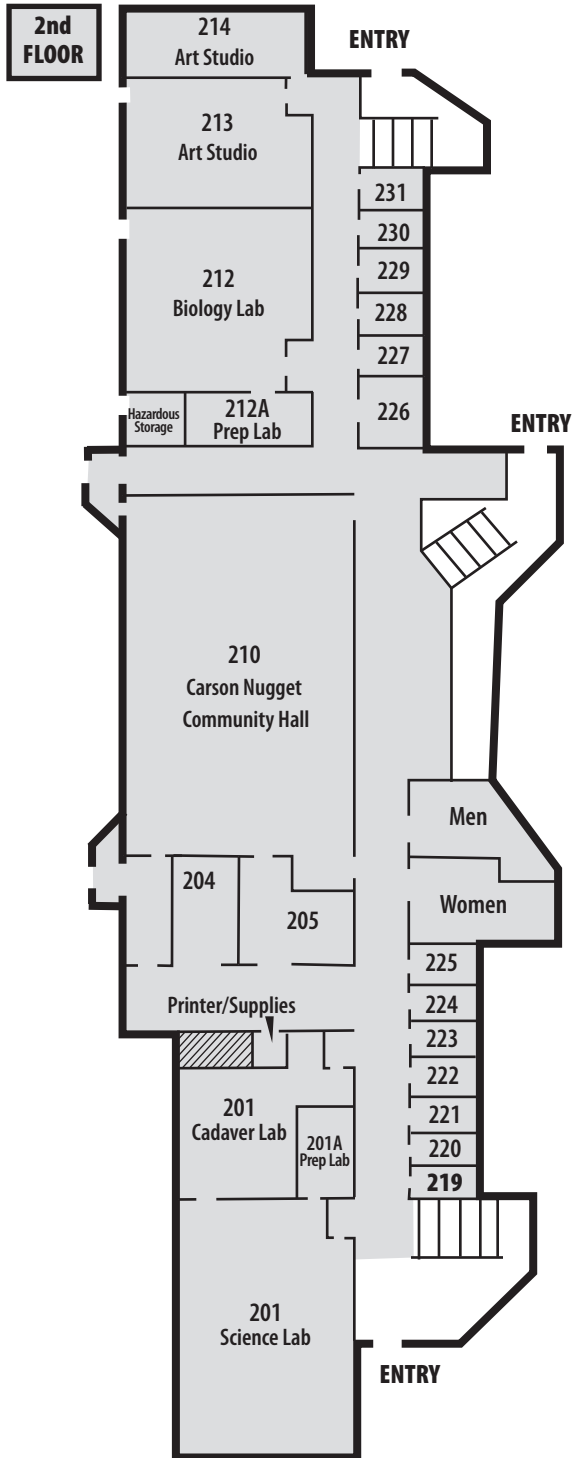 2nd
FLOOR
214
Art Studio
ENTRY
213
Art Studio
231
230
229
228
227
226
212
Biology Lab
Hazardous
Storage
212A
Prep Lab
ENTRY
210
Carson Nugget
Community Hall
Men
Women
204
205
225
224
223
222
221
220
219
Printer/Supplies
201
Cadaver Lab
201A
Prep Lab
201
Science Lab
ENTRY